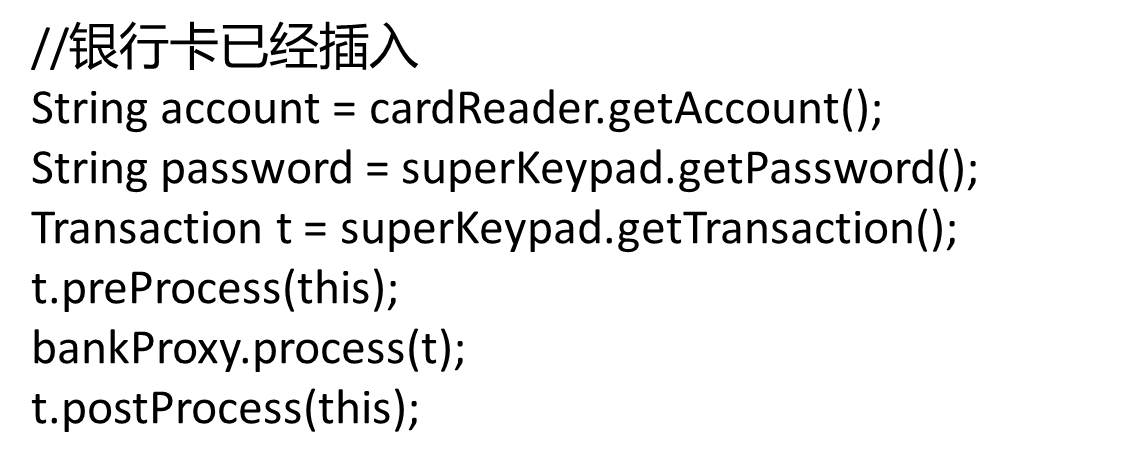 //银行卡已经插入
String account = cardReader.getAccount();
String password = superKeypad.getPassword();
Transaction t = superKeypad.getTransaction();
t.preProcess(this);
bankProxy.process(t);
t.postProcess(this);